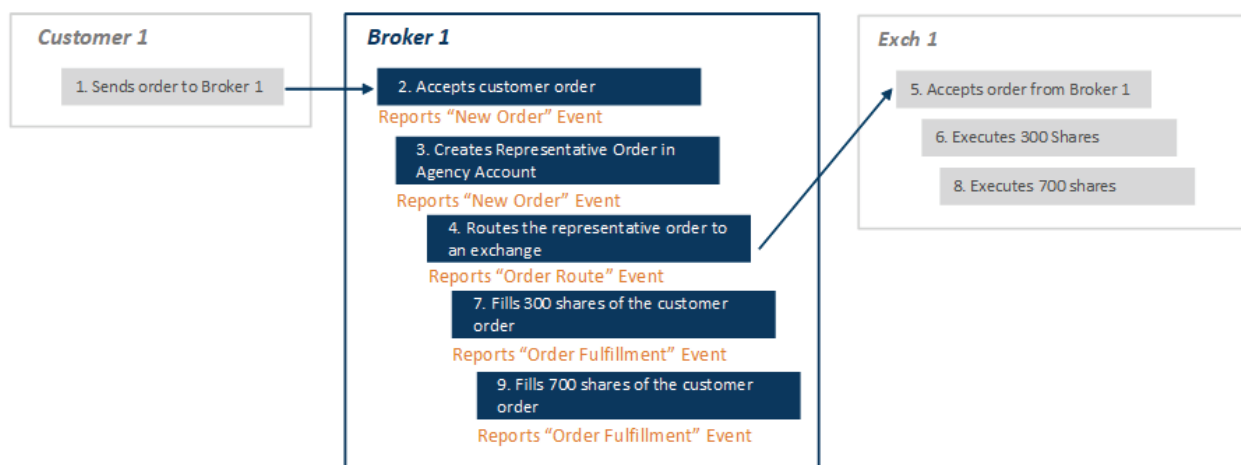 Customer 1
1. Sends order to Broker 1
Broker 1
2. Accepts customer order
Reports “New Order” Event
3. Creates Representative Order in
Agency Account
Reports “New Order” Event
4. Routes the representative order to
an exchange
Reports “Order Route” Event
7. Fills 300 shares of the customer
order
Reports “Order Fulfillment” Event
9. Fills 700 shares of the customer
order
Reports “Order Fulfillment” Event
Exch 1
5. Accepts order from Broker 1
6. Executes 300 Shares
8. Executes 700 shares